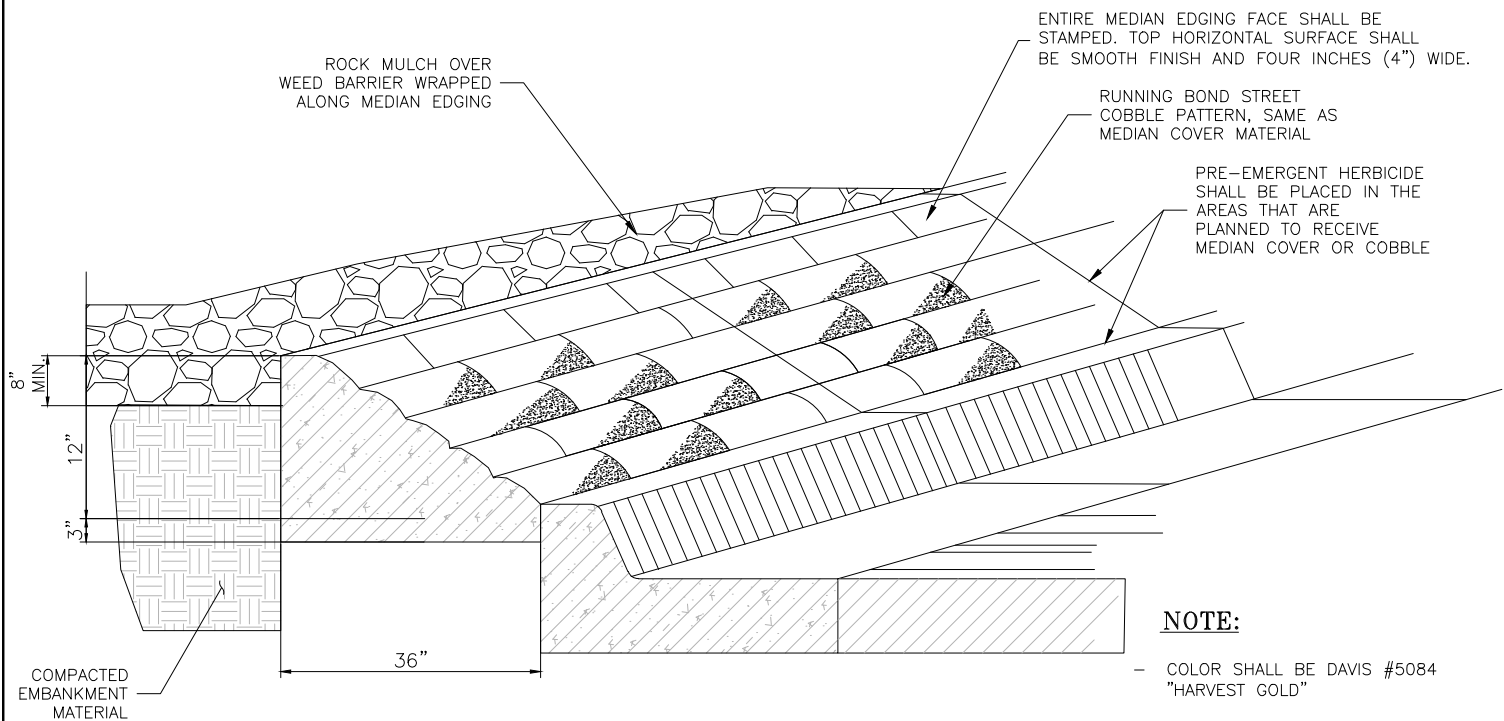 ENTIRE MEDIAN EDGING FACE SHALL BE
STAMPED. TOP HORIZONTAL SURFACE SHALL
BE SMOOTH FINISH AND FOUR INCHES (4") WIDE.
ROCK MULCH OVER
WEED BARRIER WRAPPED
ALONG MEDIAN EDGING
RUNNING BOND STREET
COBBLE PATTERN, SAME AS
MEDIAN COVER MATERIAL
PRE-EMERGENT HERBICIDE
SHALL BE PLACED IN THE
AREAS THAT ARE
PLANNED TO RECEIVE
MEDIAN COVER OR COBBLE
8"
MIN.
12"
3"
36"
COMPACTED
EMBANKMENT
MATERIAL
NOTE:
- COLOR SHALL BE DAVIS #5084
"HARVEST GOLD"